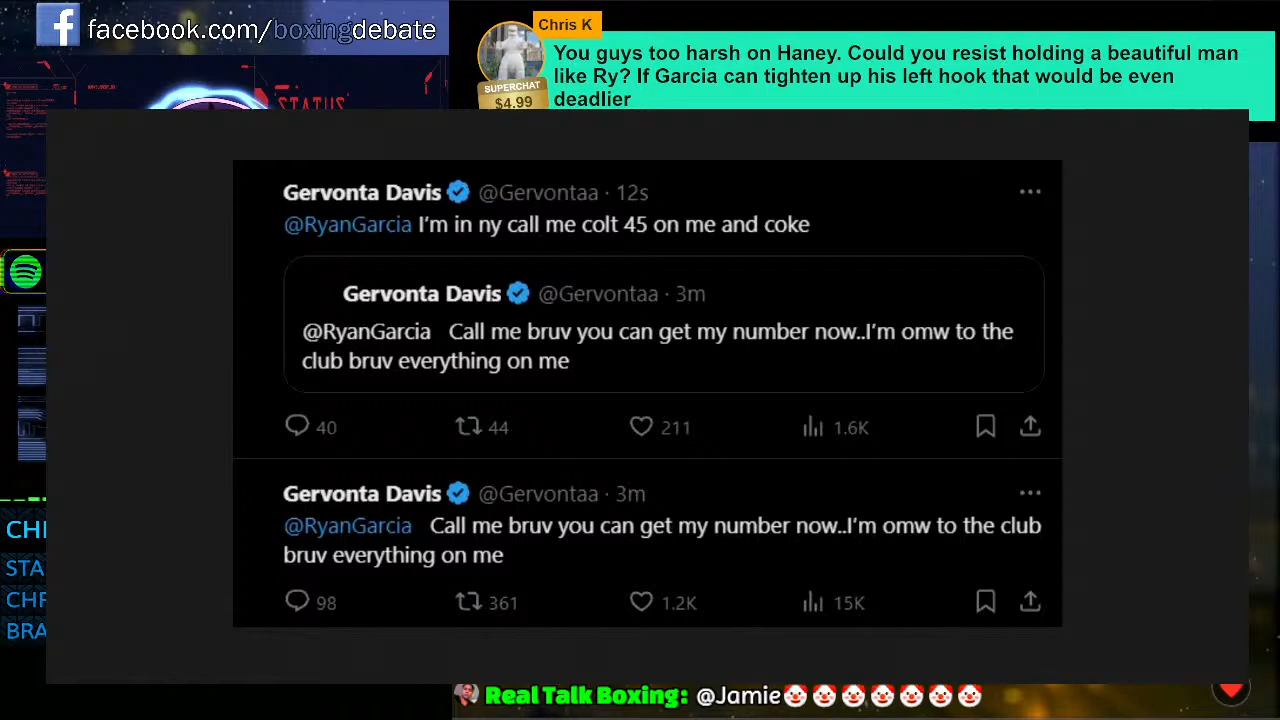 facebook.com/boxingdebate
STATUS
Chris K
You guys too harsh on Haney. Could you resist holding a beautiful man
like Ry? If Garcia can tighten up his left hook that would be even
deadlier
SUPERCHAT
$4.99
Gervonta Davis @Gervontaa · 12s
@RyanGarcia I'm in ny call me colt 45 on me and coke
Gervonta Davis @Gervontaa · 3m
@RyanGarcia Call me bruv you can get my number now..I'm omw to the
club bruv everything on me
40 44 211 1.6K
Gervonta Davis @Gervontaa · 3m
@RyanGarcia Call me bruv you can get my number now..I'm omw to the club
bruv everything on me
98 361 1.2K 15K
CHI
STA
CHR
BRA
Real Talk Boxing: @Jamie🤡🤡🤡🤡🤡🤡🤡